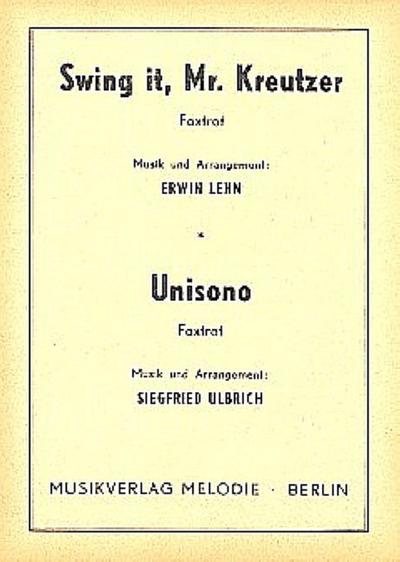 Swing it, Mr. Kreutzer
Foxtrot
Musik und Arrangement:
ERWIN LEHN
*
Unisono
Foxtrot
Musik und Arrangement:
SIEGFRIED ULBRICH
MUSIKVERLAG MELODIE · BERLIN